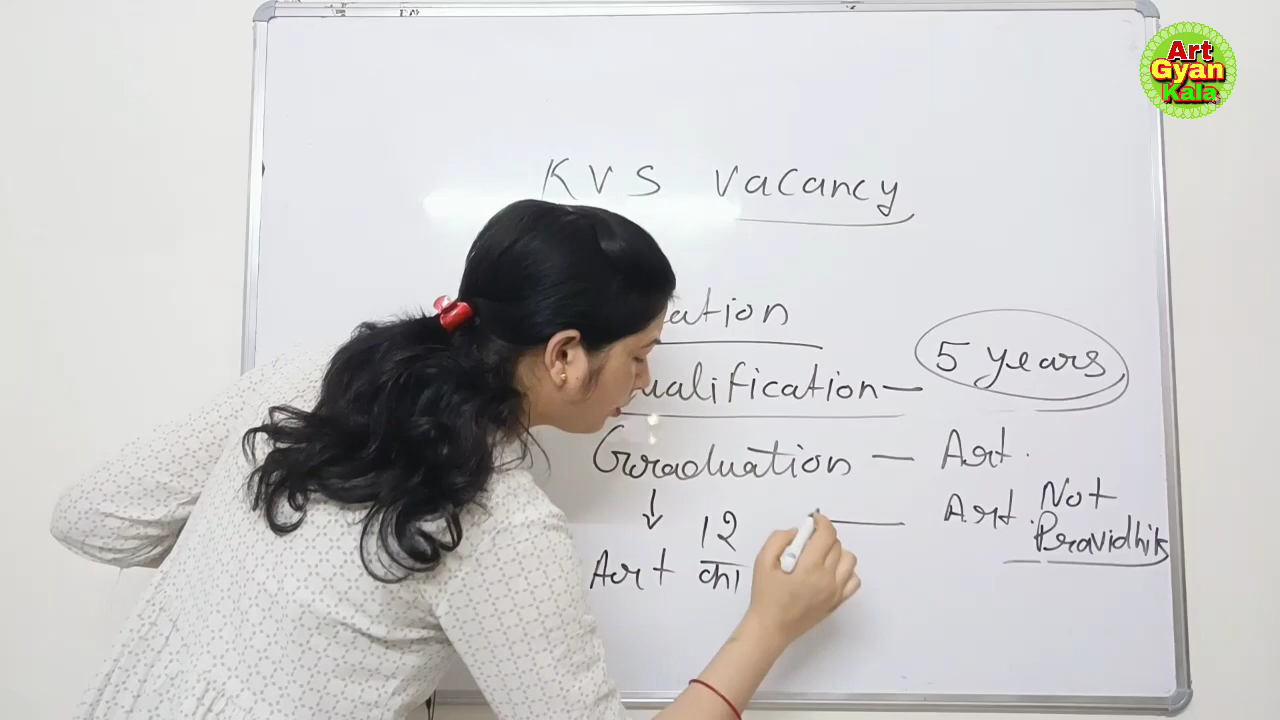 Art
Gyan
Kala
KVS Vacancy
ation
ualification — 5 years
Graduation — Art.
↓
12 — Art. Not
Pravidhik
Art